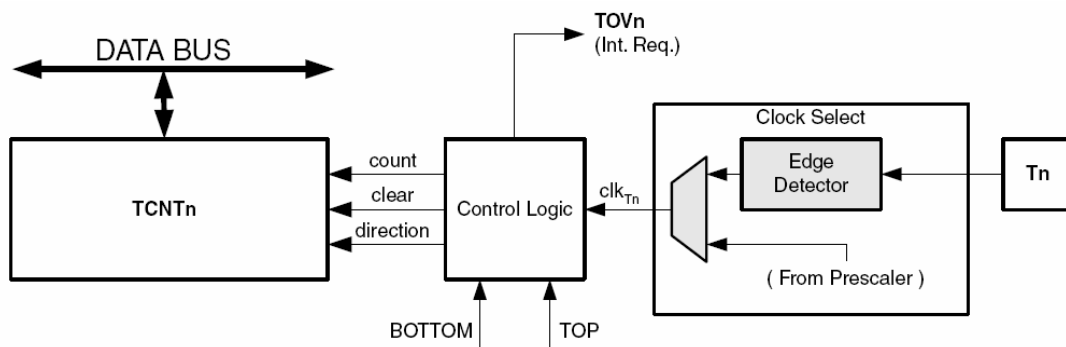 TOVn
(Int. Req.)
DATA BUS
Clock Select
count
Edge
Detector
Tn
TCNTn
clear
Control Logic
clkTn
direction
( From Prescaler )
BOTTOM
TOP